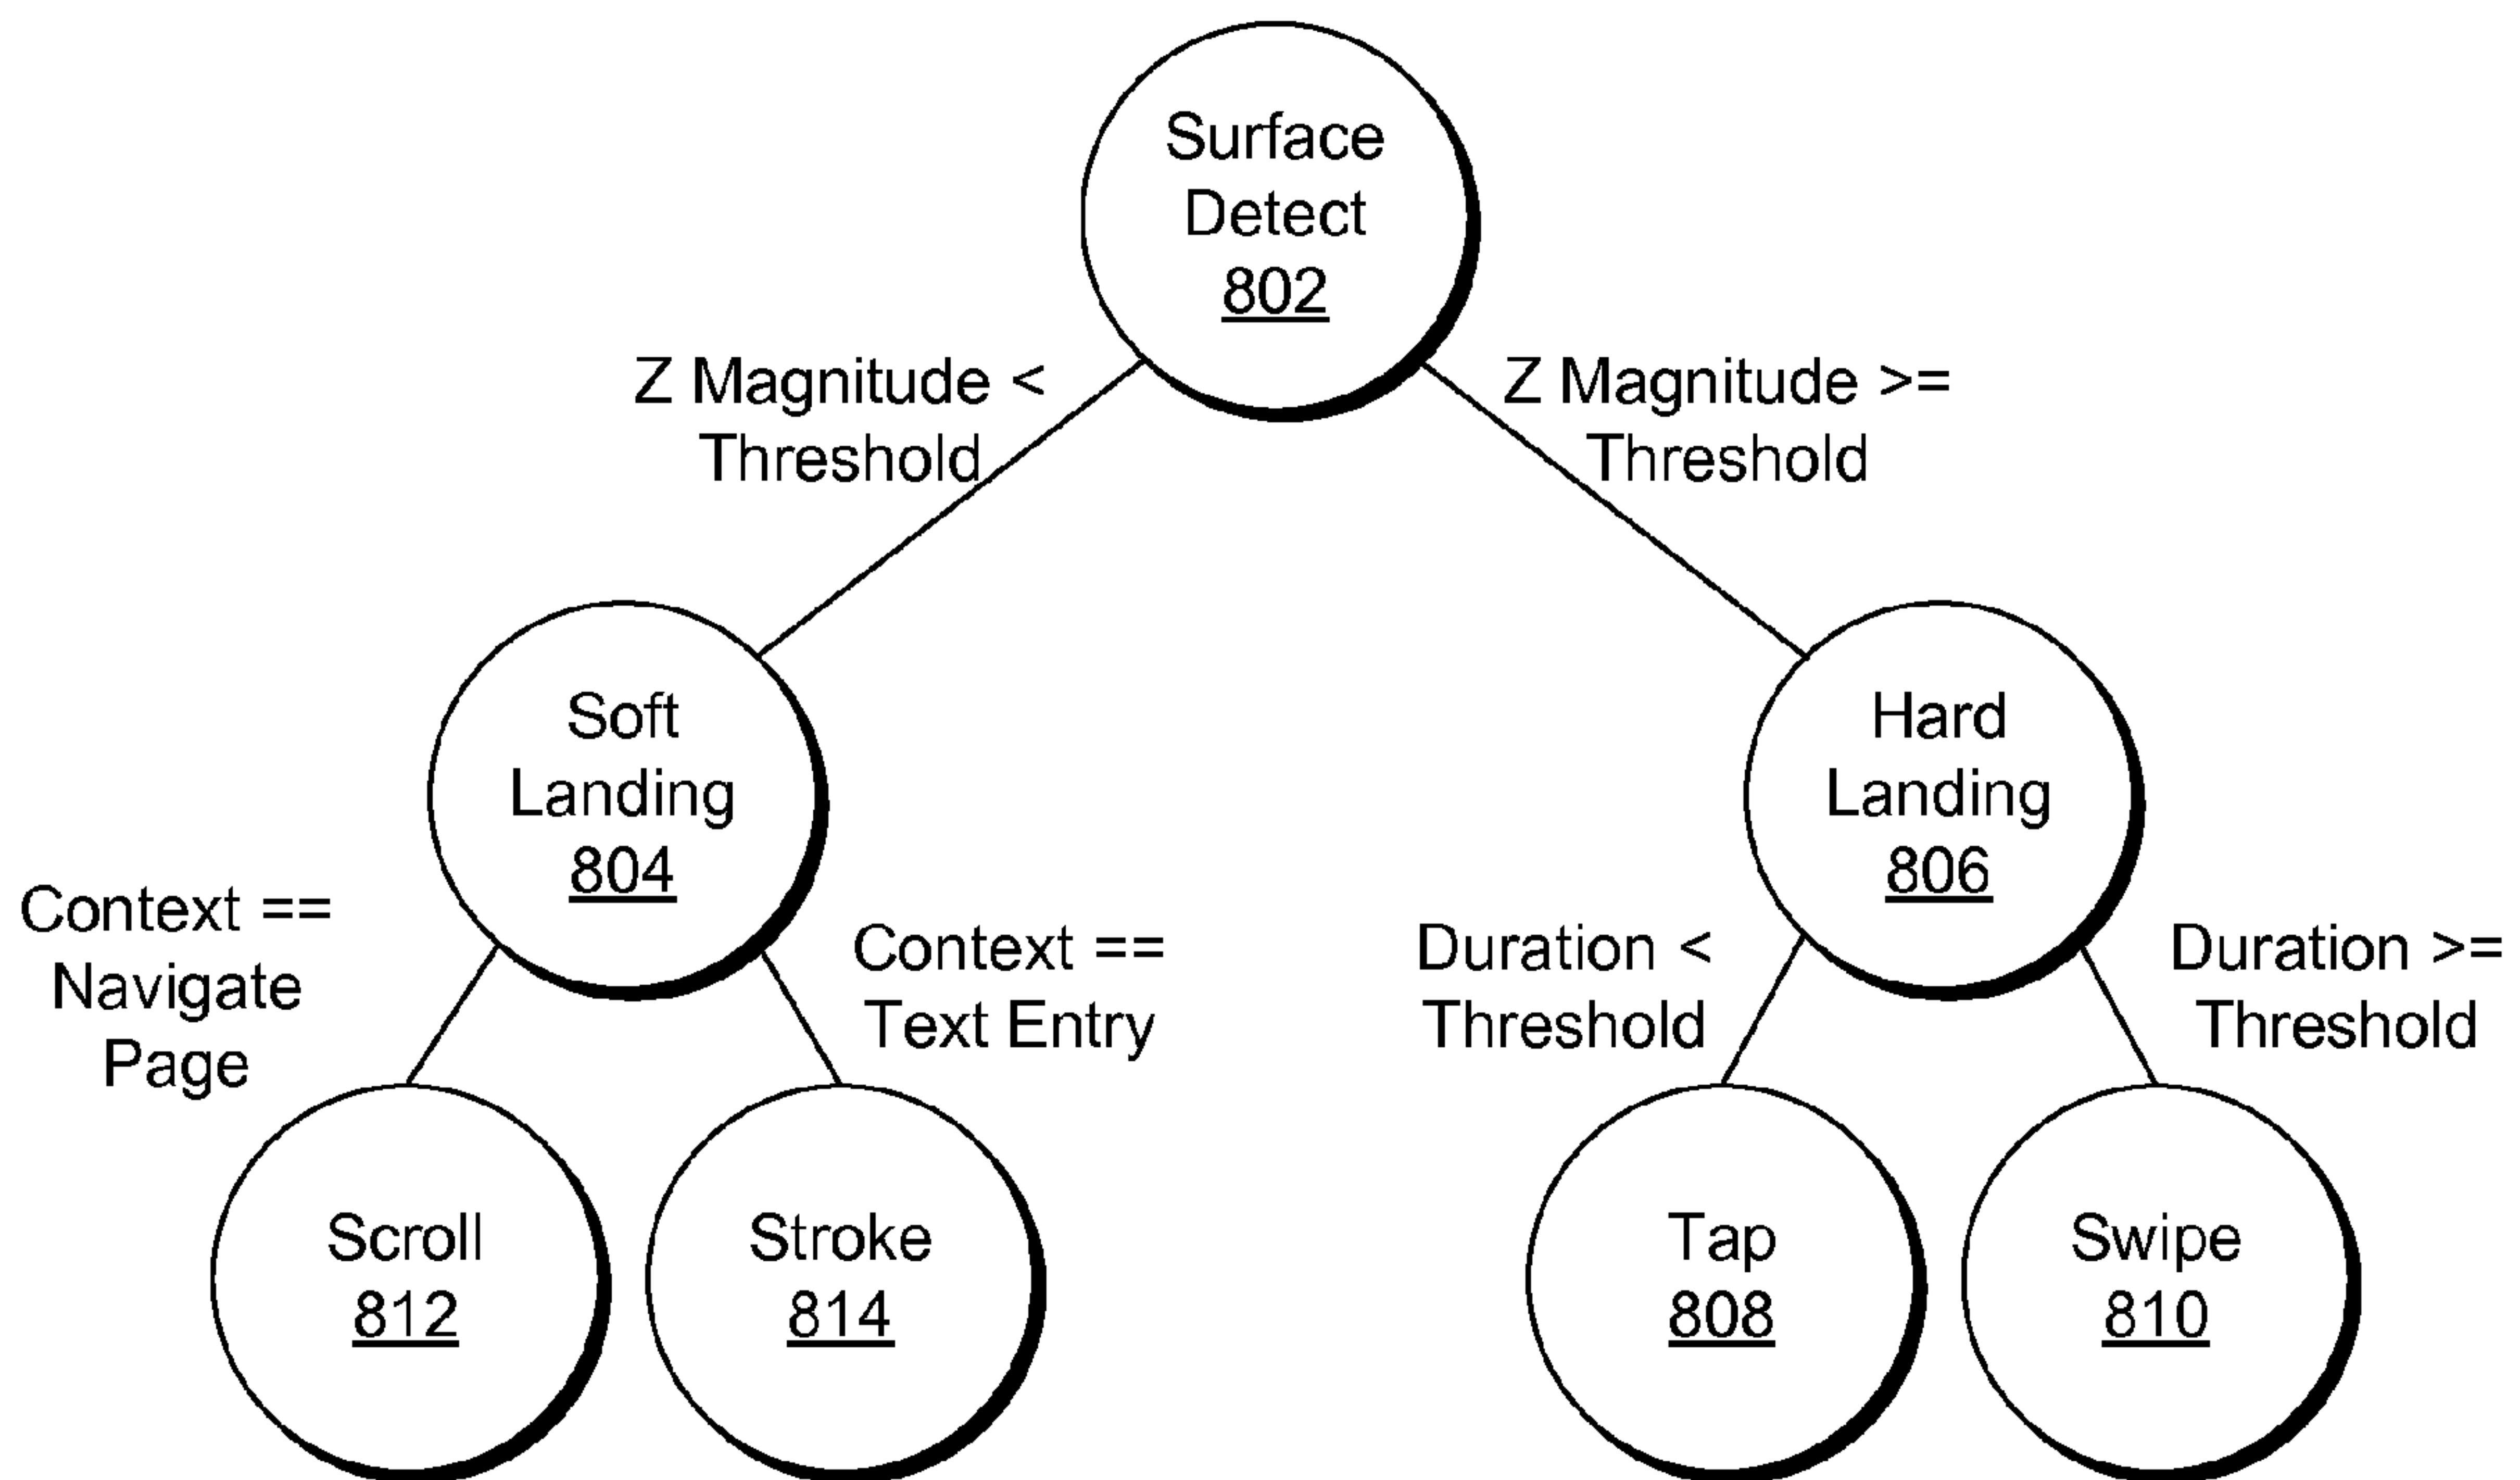 Surface
Detect
802
Z Magnitude <
Threshold
Z Magnitude >=
Threshold
Soft
Landing
804
Hard
Landing
806
Context ==
Navigate
Page
Context ==
Text Entry
Duration <
Threshold
Duration >=
Threshold
Scroll
812
Stroke
814
Tap
808
Swipe
810